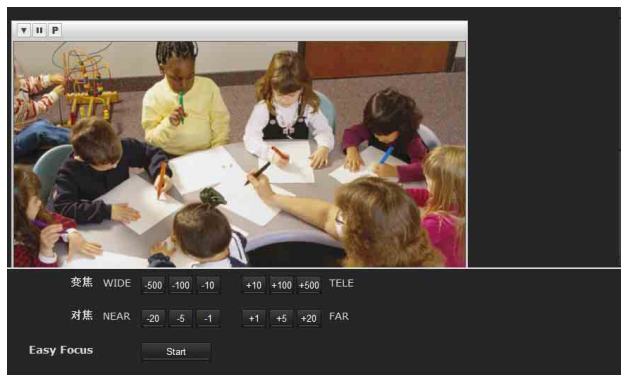 P
变焦 WIDE -500 -100 -10 +10 +100 +500 TELE
对焦 NEAR -20 -5 -1 +1 +5 +20 FAR
Easy Focus Start